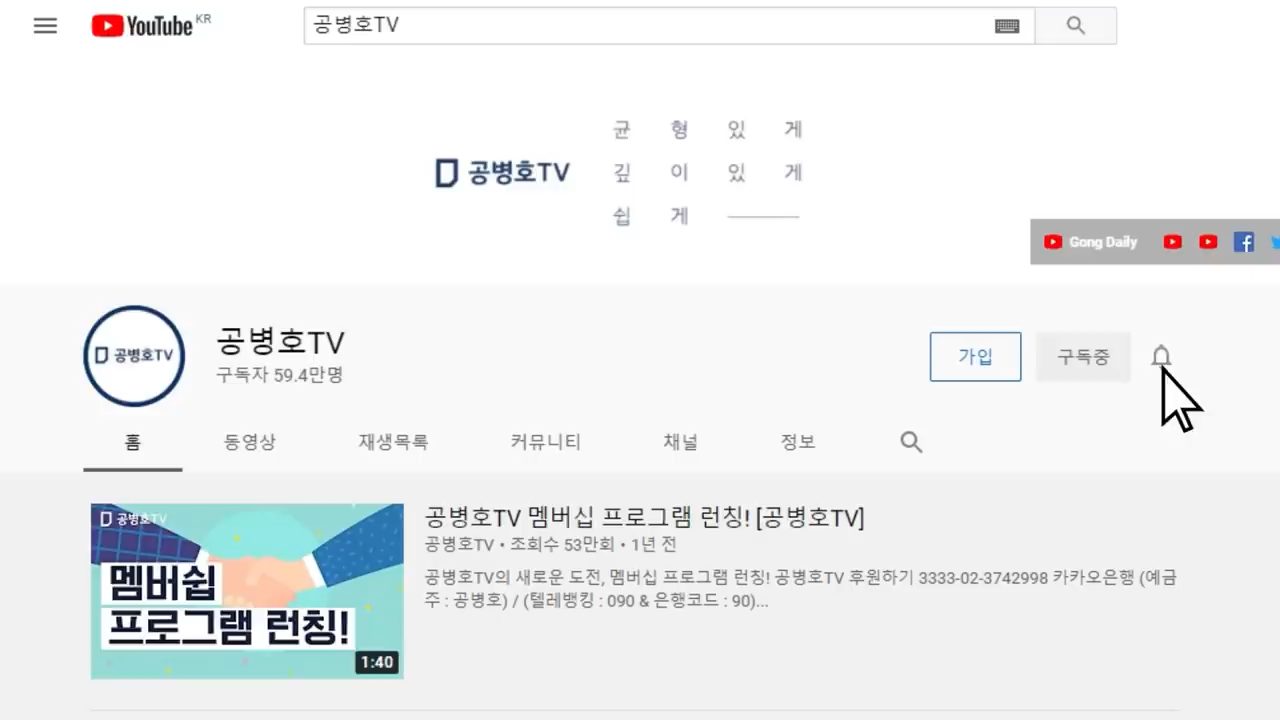 YouTube KR
공병호TV
균 형 있 게
공병호TV
깊 이 있 게
쉽 게
Gong Daily
공병호TV
공병호TV
구독자 59.4만명
가입
구독중
홈
동영상
재생목록
커뮤니티
채널
정보
공병호TV
멤버쉽
프로그램 런칭!
1:40
공병호TV 멤버십 프로그램 런칭! [공병호TV]
공병호TV • 조회수 53만회 • 1년 전
공병호TV의 새로운 도전, 멤버십 프로그램 런칭! 공병호TV 후원하기 3333-02-3742998 카카오은행 (예금
주 : 공병호) / (텔레뱅킹 : 090 & 은행코드 : 90)...